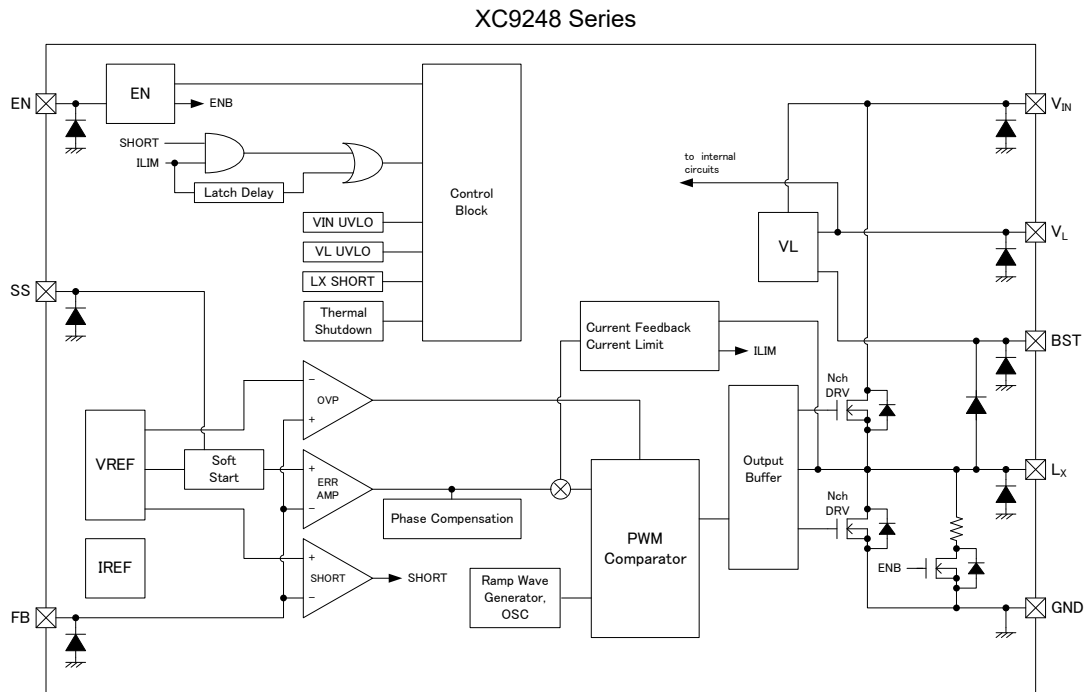 XC9248 Series
EN
EN
ENB
SHORT
ILIM
Latch Delay
VIN UVLO
VL UVLO
LX SHORT
Thermal
Shutdown
Control
Block
to internal
circuits
VL
VIN
VL
BST
LX
GND
SS
FB
VREF
IREF
Soft
Start
−
OVP
+
+
ERR
AMP
−
+
SHORT
−
SHORT
Phase Compensation
Current Feedback
Current Limit
ILIM
Ramp Wave
Generator,
OSC
PWM
Comparator
Output
Buffer
Nch
DRV
Nch
DRV
ENB